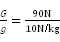 G/g = 90N / 10N/kg